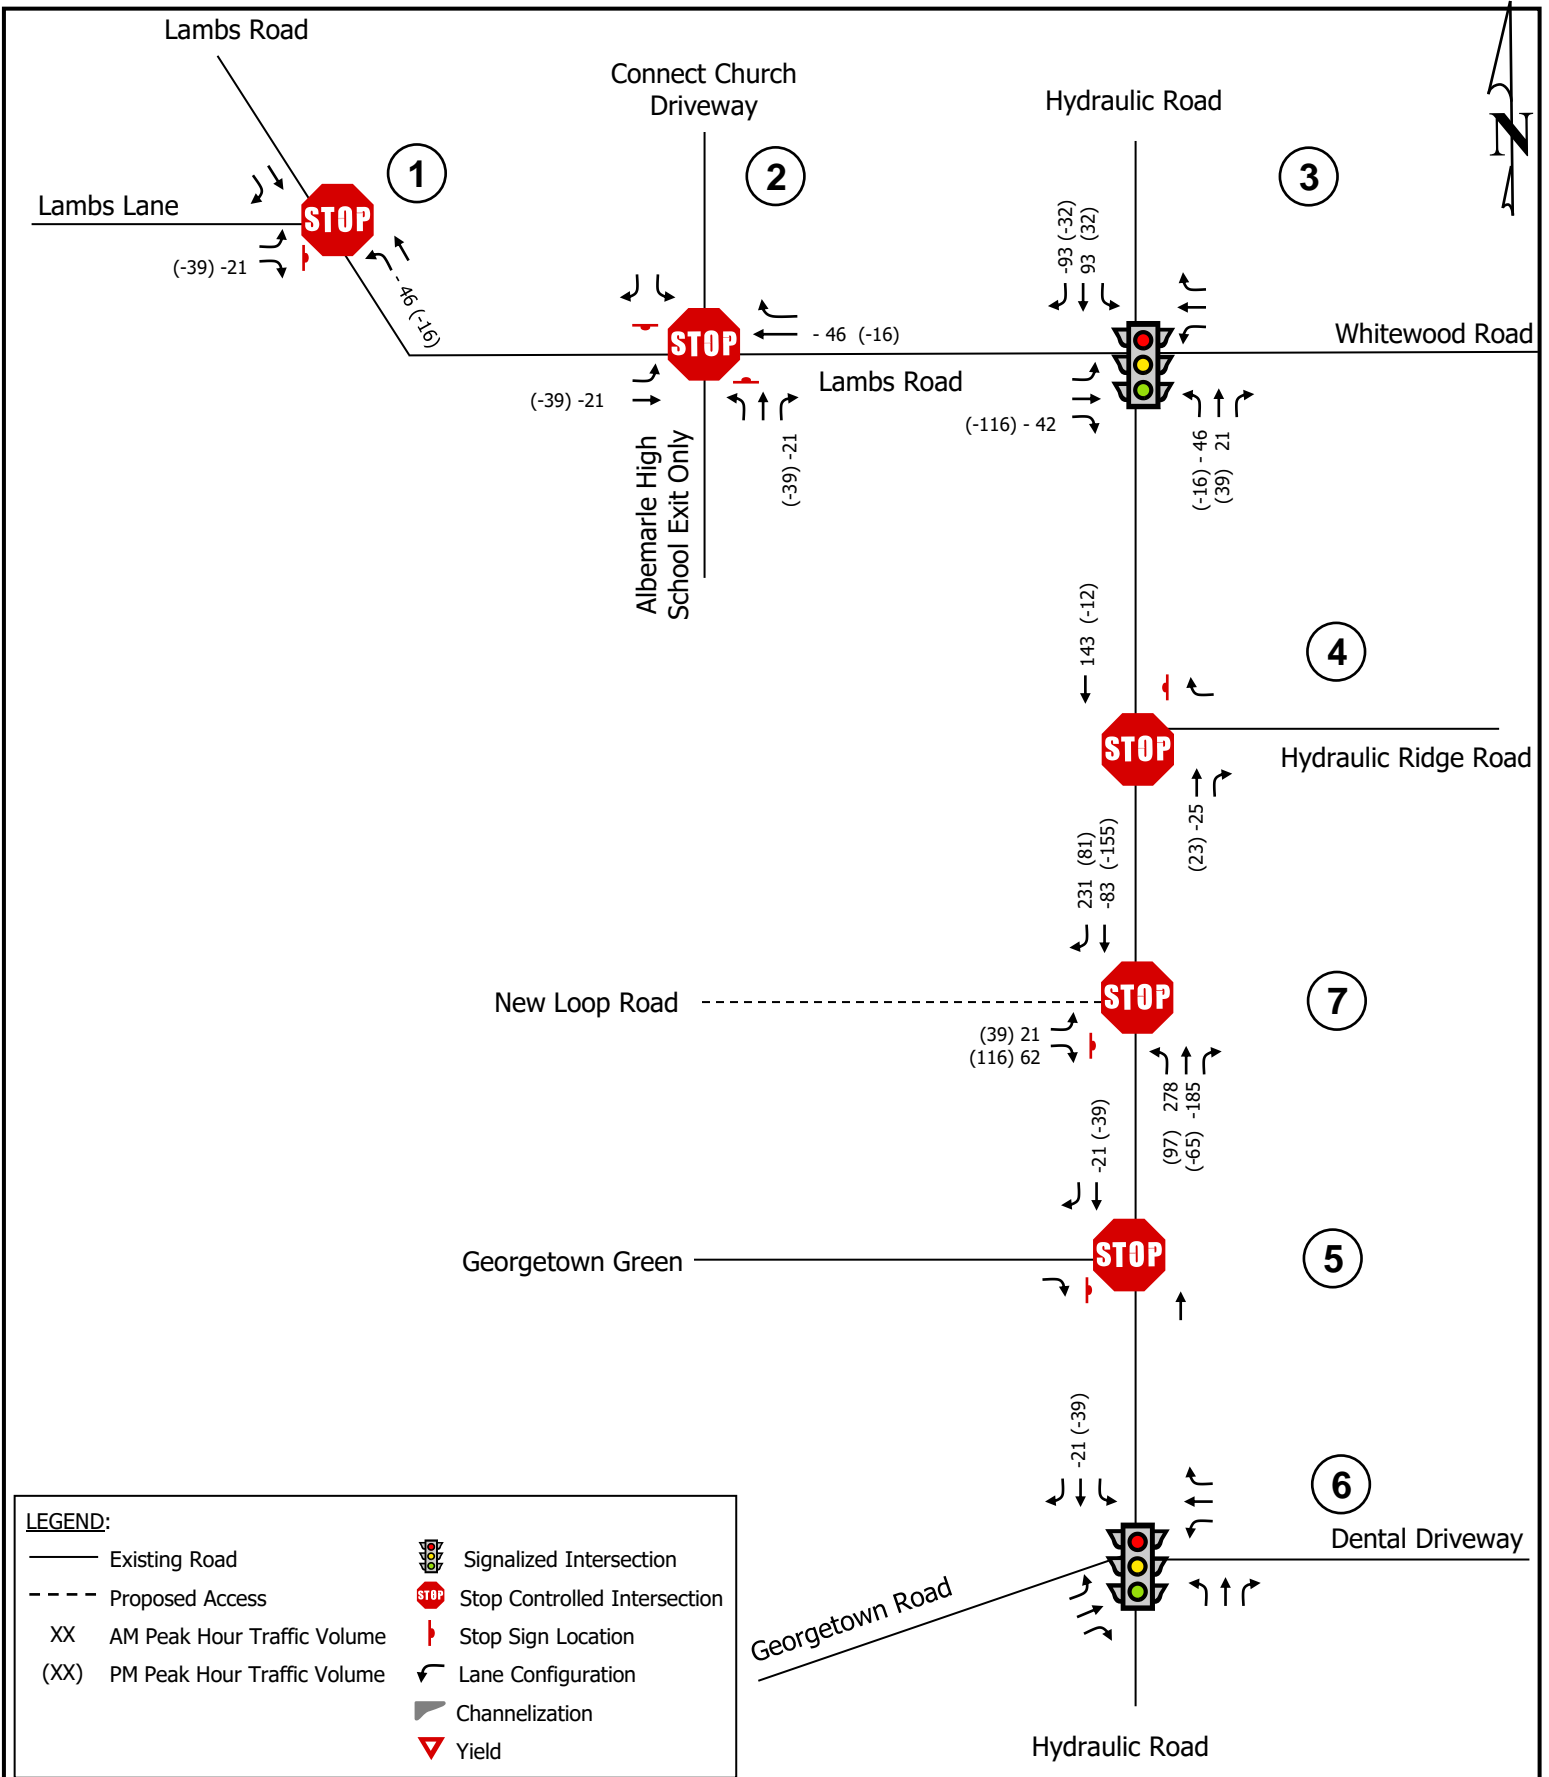 Lambs Road
Connect Church
Driveway
Hydraulic Road
N
1
2
3
Lambs Lane
STOP
(-39) -21
- 46 (-16)
-93 (-32)
93 (32)
STOP
- 46 (-16)
Whitewood Road
Lambs Road
(-39) -21
(-116) - 42
(-39) -21
(-16) - 46
(39) 21
Albemarle High
School Exit Only
143 (-12)
4
STOP
Hydraulic Ridge Road
(23) -25
231 (81)
-83 (-155)
New Loop Road
STOP
7
(39) 21
(116) 62
(97) 278
(-65) -185
-21 (-39)
Georgetown Green
STOP
5
-21 (-39)
6
Dental Driveway
Georgetown Road
Hydraulic Road
LEGEND:
Existing Road
Signalized Intersection
Proposed Access
STOP
Stop Controlled Intersection
XX AM Peak Hour Traffic Volume
Stop Sign Location
(XX) PM Peak Hour Traffic Volume
Lane Configuration
Channelization
Yield